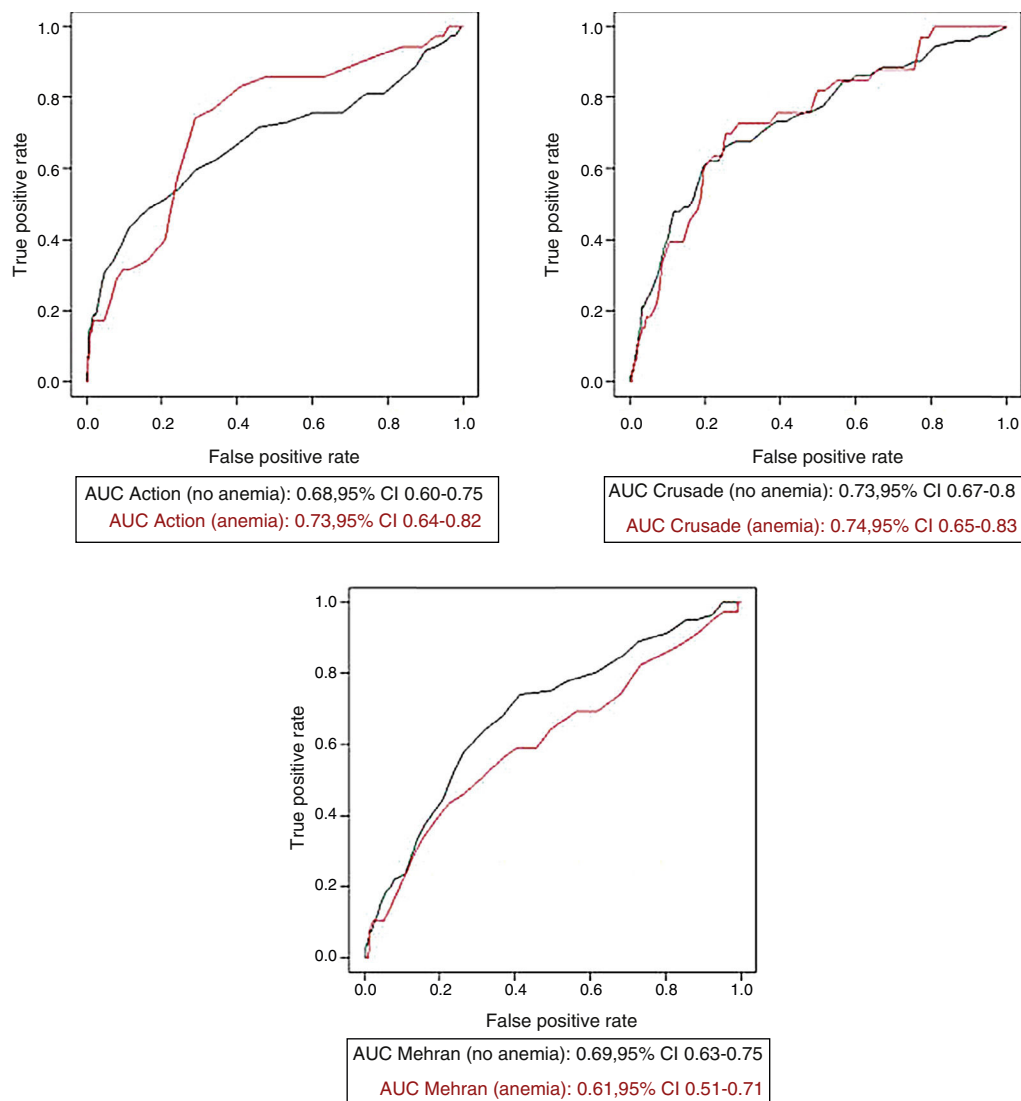 1.0
0.8
0.6
0.4
0.2
0.0
True positive rate
0.0 0.2 0.4 0.6 0.8 1.0
False positive rate
AUC Action (no anemia): 0.68,95% CI 0.60-0.75
AUC Action (anemia): 0.73,95% CI 0.64-0.82
1.0
0.8
0.6
0.4
0.2
0.0
True positive rate
0.0 0.2 0.4 0.6 0.8 1.0
False positive rate
AUC Crusade (no anemia): 0.73,95% CI 0.67-0.8
AUC Crusade (anemia): 0.74,95% CI 0.65-0.83
1.0
0.8
0.6
0.4
0.2
0.0
True positive rate
0.0 0.2 0.4 0.6 0.8 1.0
False positive rate
AUC Mehran (no anemia): 0.69,95% CI 0.63-0.75
AUC Mehran (anemia): 0.61,95% CI 0.51-0.71